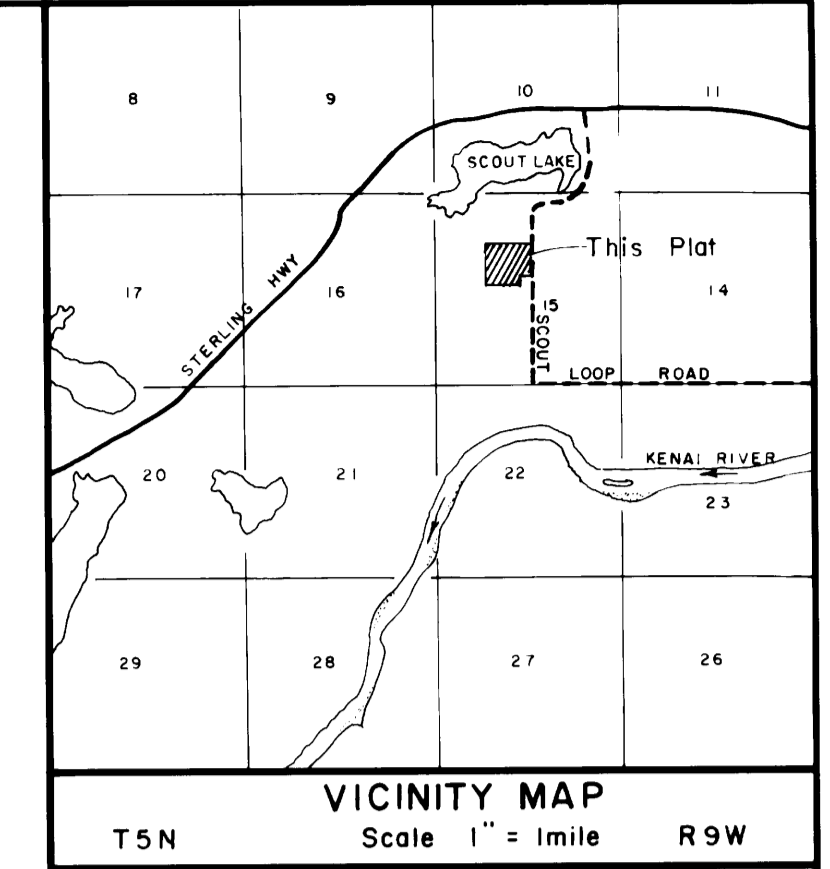 8 9 10 11
SCOUT LAKE
This Plat
17 16 15 14
STERLING HWY
SCOUT
LOOP ROAD
KENAI RIVER
20 21 22 23
29 28 27 26
VICINITY MAP
T5N Scale 1" = 1mile R9W